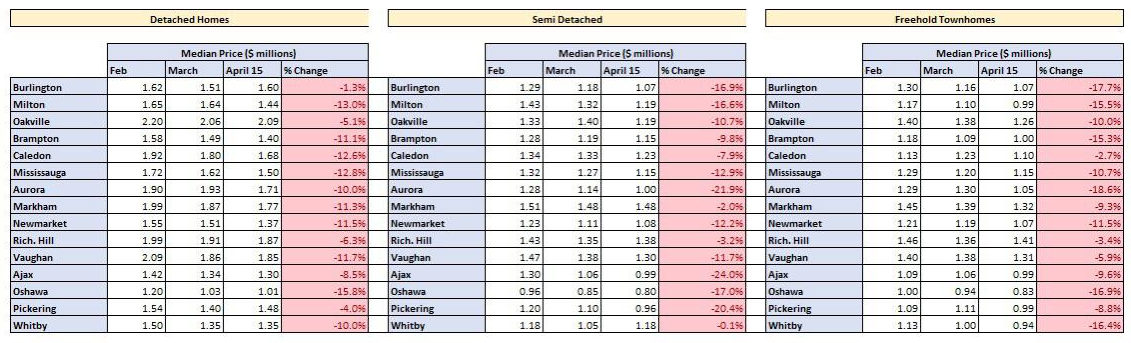 Detached Homes Semi Detached Freehold Townhomes
Median Price ($ millions) Median Price ($ millions) Median Price ($ millions)
Feb March April 15 % Change Feb March April 15 % Change Feb March April 15 % Change
Burlington 1.62 1.51 1.60 -1.3% Burlington 1.29 1.18 1.07 -16.9% Burlington 1.30 1.16 1.07 -17.7%
Milton 1.65 1.64 1.44 -13.0% Milton 1.43 1.32 1.19 -16.6% Milton 1.17 1.10 0.99 -15.5%
Oakville 2.20 2.06 2.09 -5.1% Oakville 1.33 1.40 1.19 -10.7% Oakville 1.40 1.38 1.26 -10.0%
Brampton 1.58 1.49 1.40 -11.1% Brampton 1.28 1.19 1.15 -9.8% Brampton 1.18 1.09 1.00 -15.3%
Caledon 1.92 1.80 1.68 -12.6% Caledon 1.34 1.33 1.23 -7.9% Caledon 1.13 1.23 1.10 -2.7%
Mississauga 1.72 1.62 1.50 -12.8% Mississauga 1.32 1.27 1.15 -12.9% Mississauga 1.29 1.20 1.15 -10.7%
Aurora 1.90 1.93 1.71 -10.0% Aurora 1.28 1.14 1.00 -21.9% Aurora 1.29 1.30 1.05 -18.6%
Markham 1.99 1.87 1.77 -11.3% Markham 1.51 1.48 1.48 -2.0% Markham 1.45 1.39 1.32 -9.3%
Newmarket 1.55 1.51 1.37 -11.5% Newmarket 1.23 1.11 1.08 -12.2% Newmarket 1.21 1.19 1.07 -11.5%
Rich. Hill 1.99 1.91 1.87 -6.3% Rich. Hill 1.43 1.35 1.38 -3.2% Rich. Hill 1.46 1.36 1.41 -3.4%
Vaughan 2.09 1.86 1.85 -11.7% Vaughan 1.47 1.38 1.30 -11.7% Vaughan 1.40 1.38 1.31 -5.9%
Ajax 1.42 1.34 1.30 -8.5% Ajax 1.30 1.06 0.99 -24.0% Ajax 1.09 1.06 0.99 -9.6%
Oshawa 1.20 1.03 1.01 -15.8% Oshawa 0.96 0.85 0.80 -17.0% Oshawa 1.00 0.94 0.83 -16.9%
Pickering 1.54 1.40 1.48 -4.0% Pickering 1.20 1.10 0.96 -20.4% Pickering 1.09 1.11 0.99 -8.8%
Whitby 1.50 1.35 1.35 -10.0% Whitby 1.18 1.05 1.18 -0.1% Whitby 1.13 1.00 0.94 -16.4%